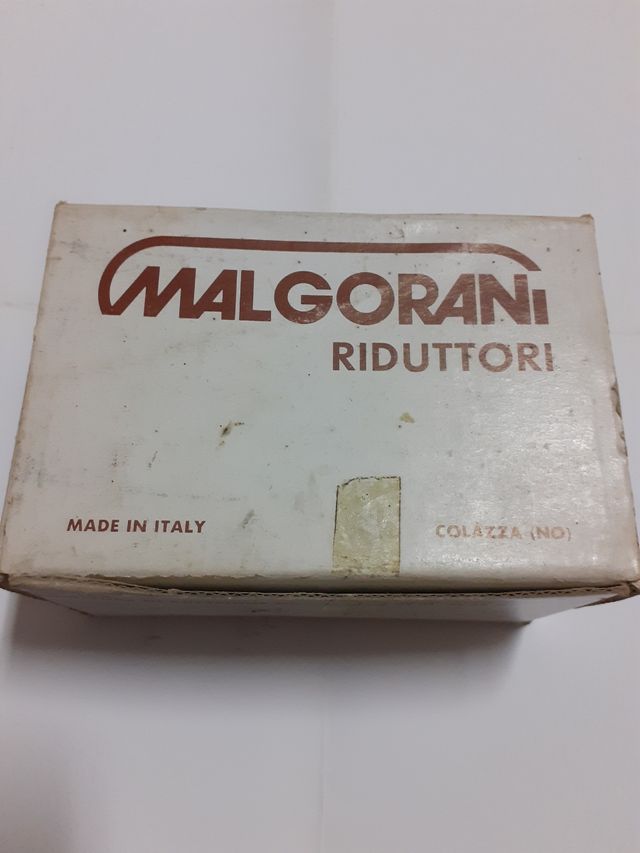 MALGORANi
RIDUTTORI
MADE IN ITALY
COLAZZA (NO)